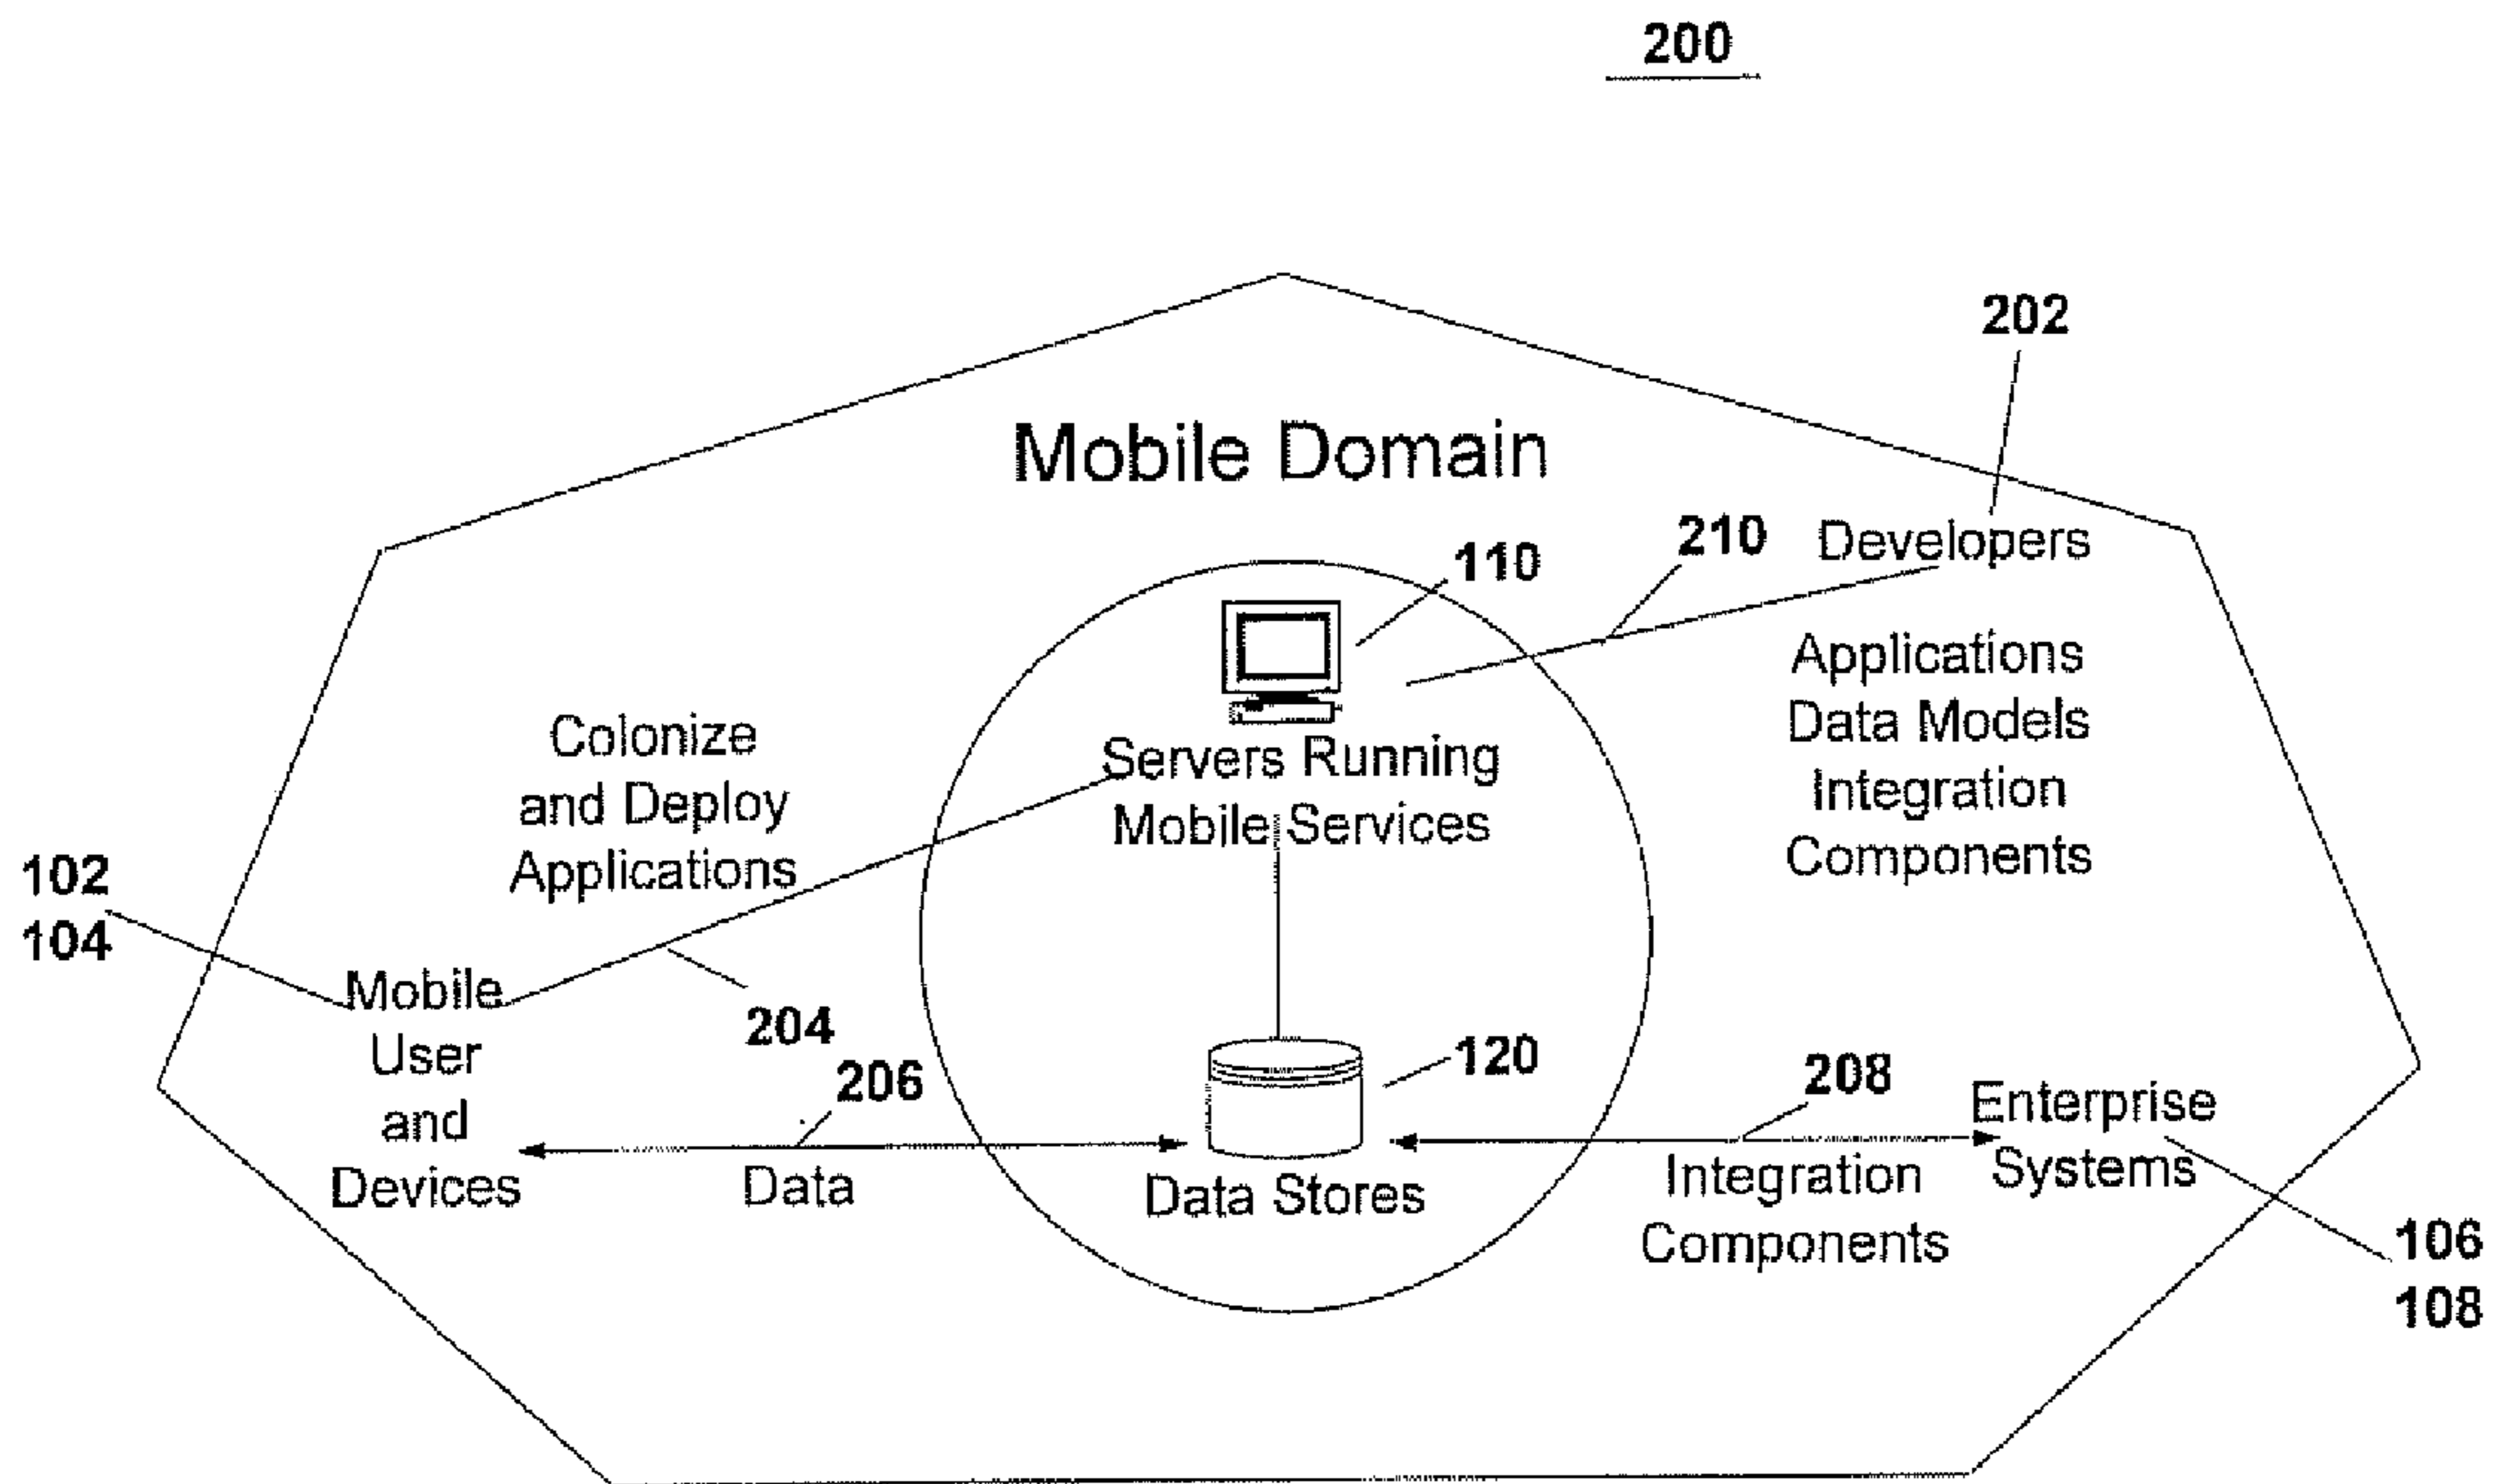 200
202
Mobile Domain
210
Developers
110
Applications
Data Models
Integration
Components
Colonize
and Deploy
Applications
Servers Running
Mobile Services
102
104
Mobile
User
and
Devices
204
206
Data
120
Data Stores
208
Integration
Components
Enterprise
Systems
106
108